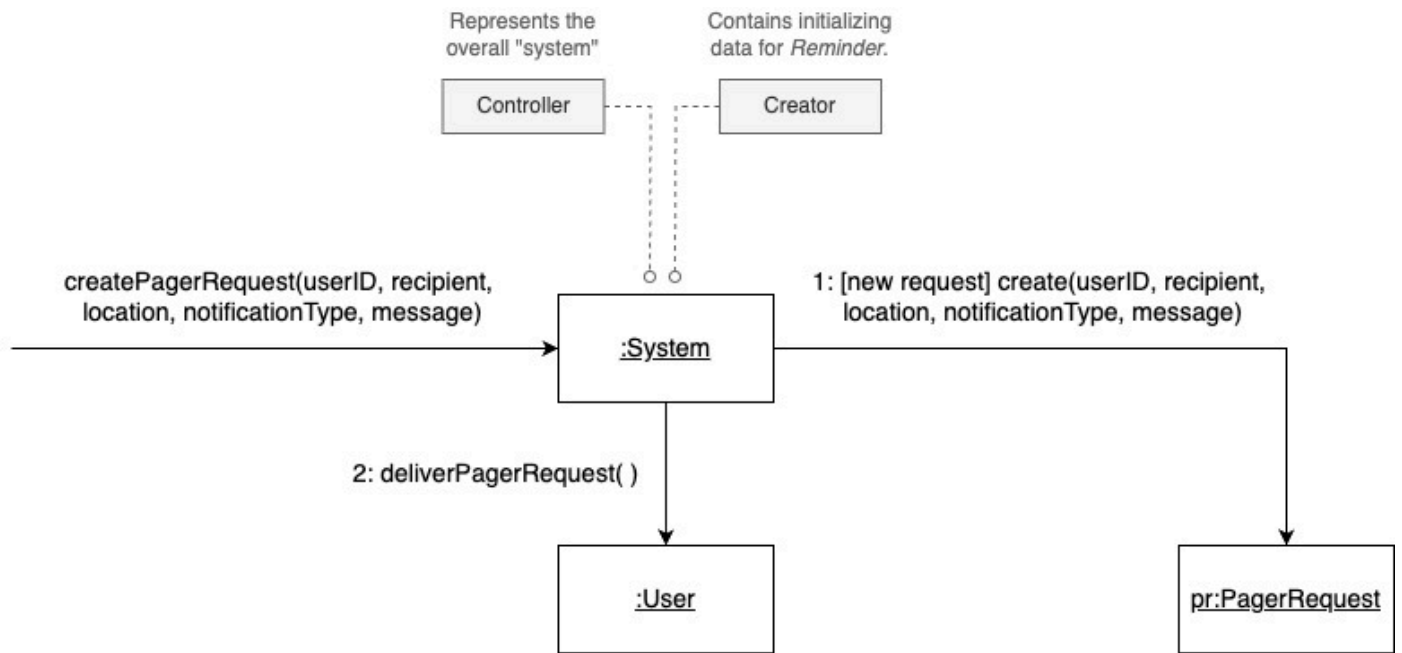 Represents the
overall "system"
Contains initializing
data for Reminder.
Controller
Creator
createPagerRequest(userID, recipient,
location, notificationType, message)
1: [new request] create(userID, recipient,
location, notificationType, message)
:System
2: deliverPagerRequest( )
:User
pr:PagerRequest